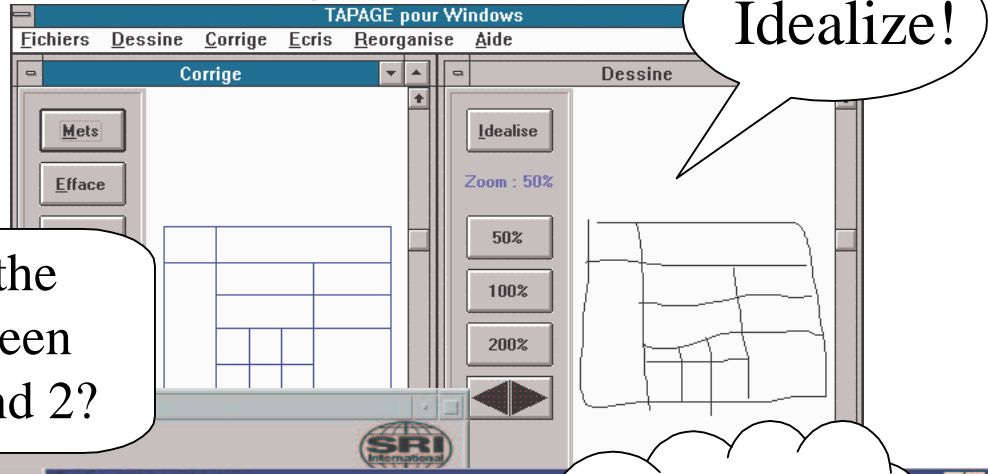 Idealize!
TAPAGE pour Windows
Fichiers Dessine Corrige Ecris Reorganise Aide
Corrige
Dessine
Mets
Efface
Idealise
Zoom : 50%
50%
100%
200%
the
een
nd 2?
SRI
International